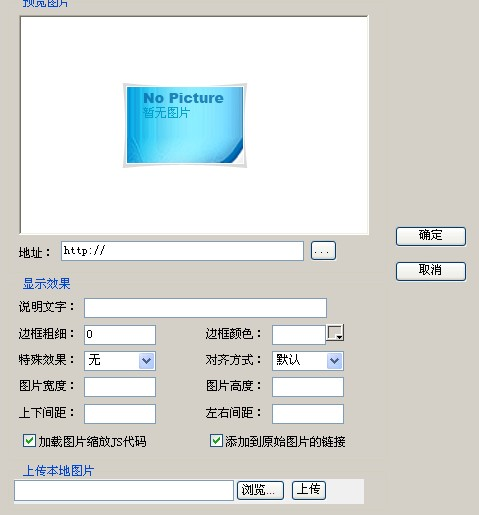 预览图片
No Picture
暂无图片
地址： http:// ...
确定
取消
显示效果
说明文字：
边框粗细： 0 边框颜色：
特殊效果： 无 对齐方式： 默认
图片宽度： 图片高度：
上下间距： 左右间距：
加载图片缩放JS代码 添加到原始图片的链接
上传本地图片
浏览... 上传